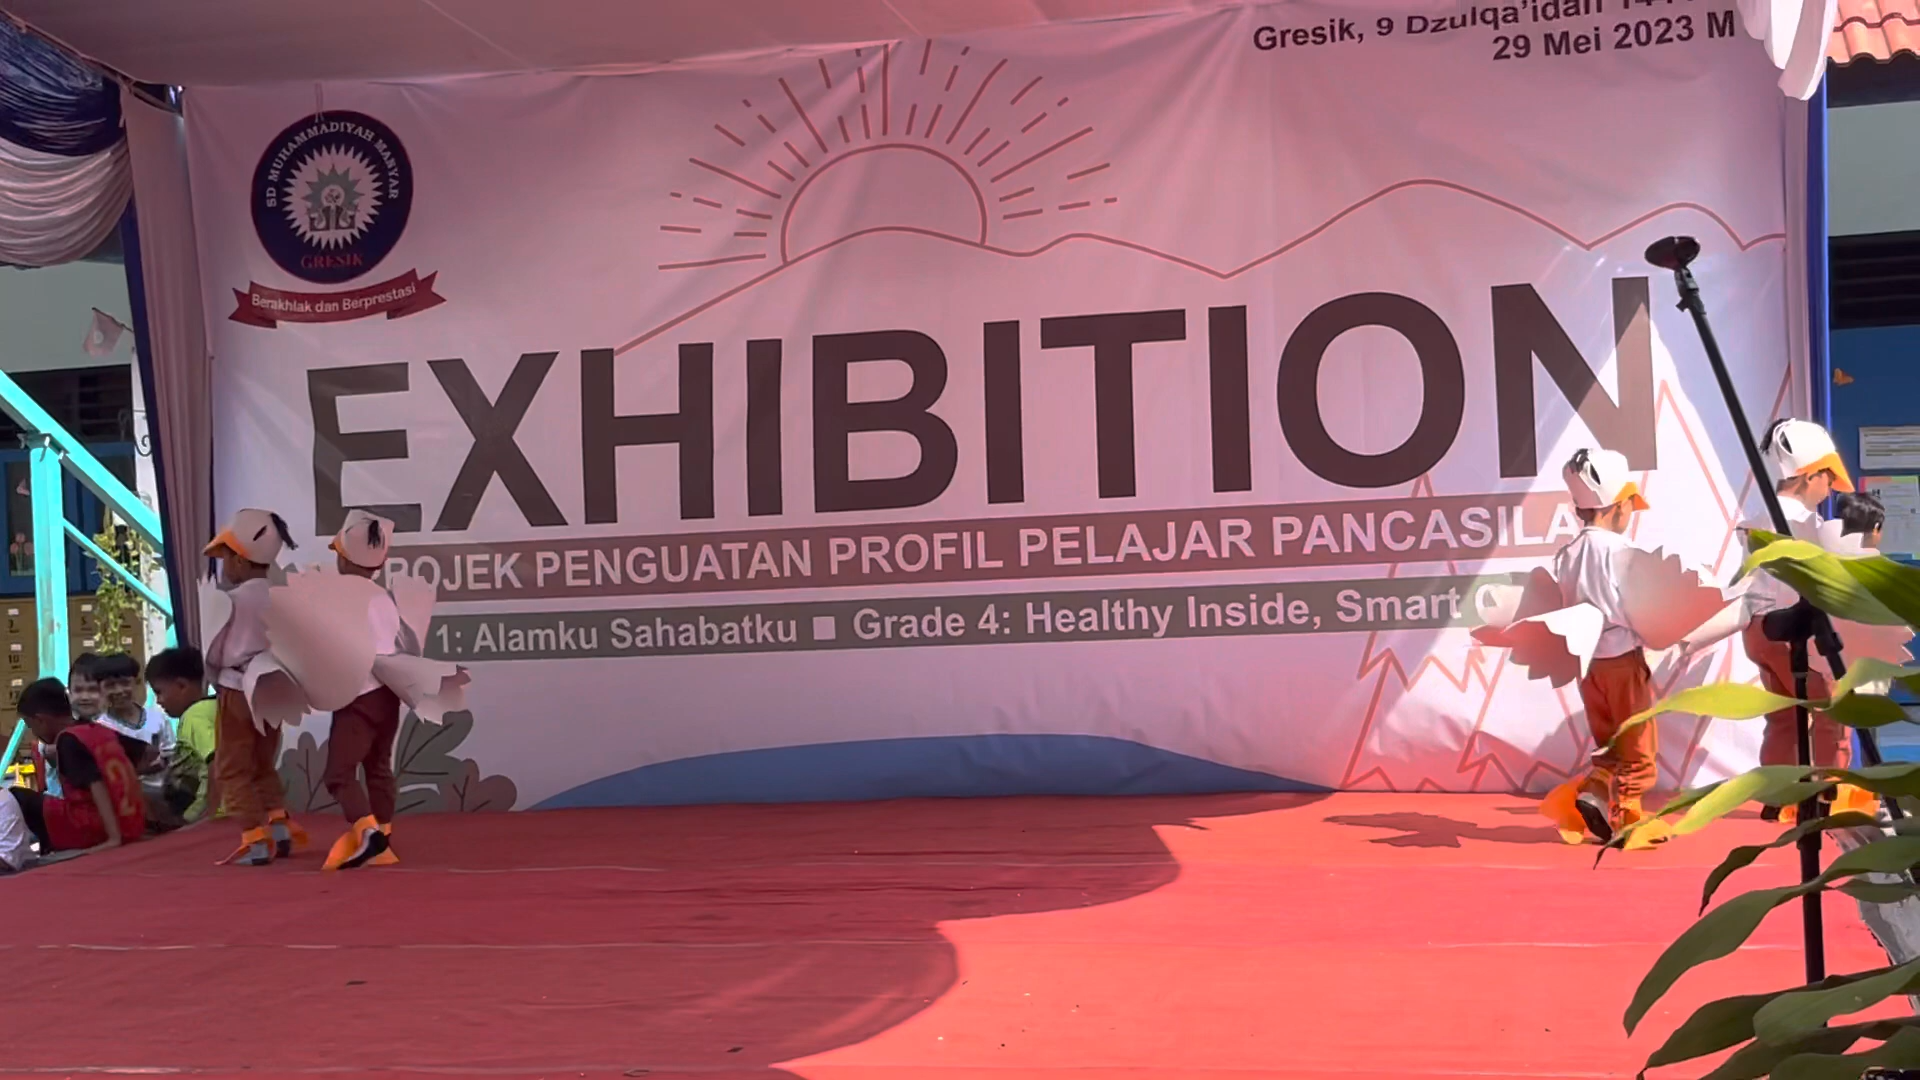 Gresik, 9 Dzulqa'idah
29 Mei 2023 M
SD MUHAMMADIYAH MANYAR
GRESIK
Berakhlak dan Berprestasi
EXHIBITION
PROJEK PENGUATAN PROFIL PELAJAR PANCASILA
1: Alamku Sahabatku ■ Grade 4: Healthy Inside, Smart